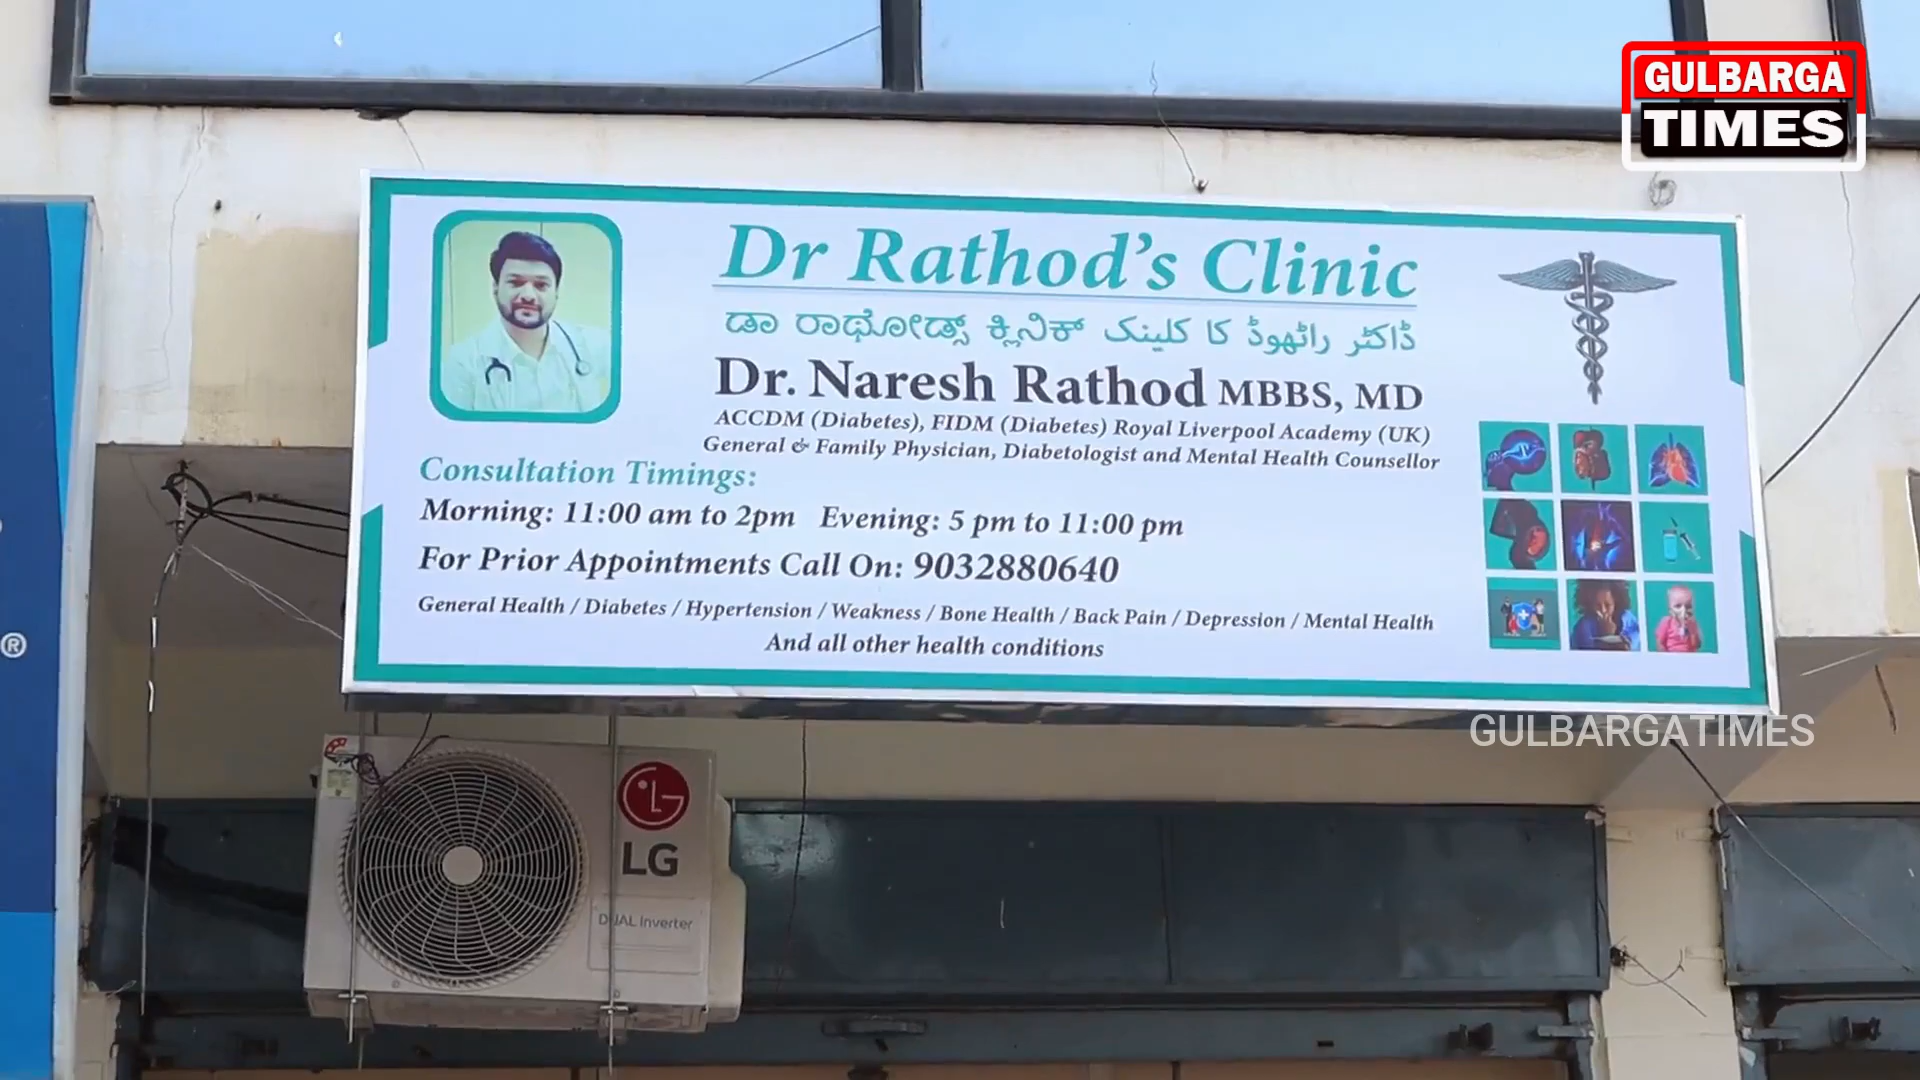 GULBARGA
TIMES
Dr Rathod's Clinic
ಡಾ ರಾಥೋಡ್ಸ್ ಕ್ಲಿನಿಕ್ ڈاکٹر راٹھوڈ کا کلینک
Dr. Naresh Rathod MBBS, MD
ACCDM (Diabetes), FIDM (Diabetes) Royal Liverpool Academy (UK)
General & Family Physician, Diabetologist and Mental Health Counsellor
Consultation Timings:
Morning: 11:00 am to 2pm Evening: 5 pm to 11:00 pm
For Prior Appointments Call On: 9032880640
General Health / Diabetes / Hypertension / Weakness / Bone Health / Back Pain / Depression / Mental Health
And all other health conditions
®
GULBARGATIMES
LG
DUAL Inverter